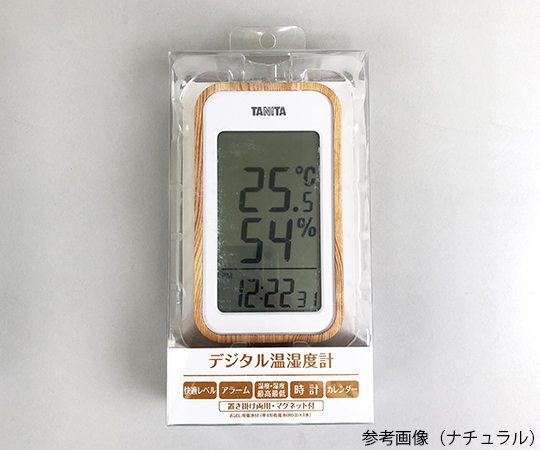 TANITA
25.5℃
54%
PM
12:22 31
デジタル温湿度計
快適レベル アラーム 温度・湿度 最高最低 時計 カレンダー
置き掛け両用・マグネット付
参考画像（ナチュラル）